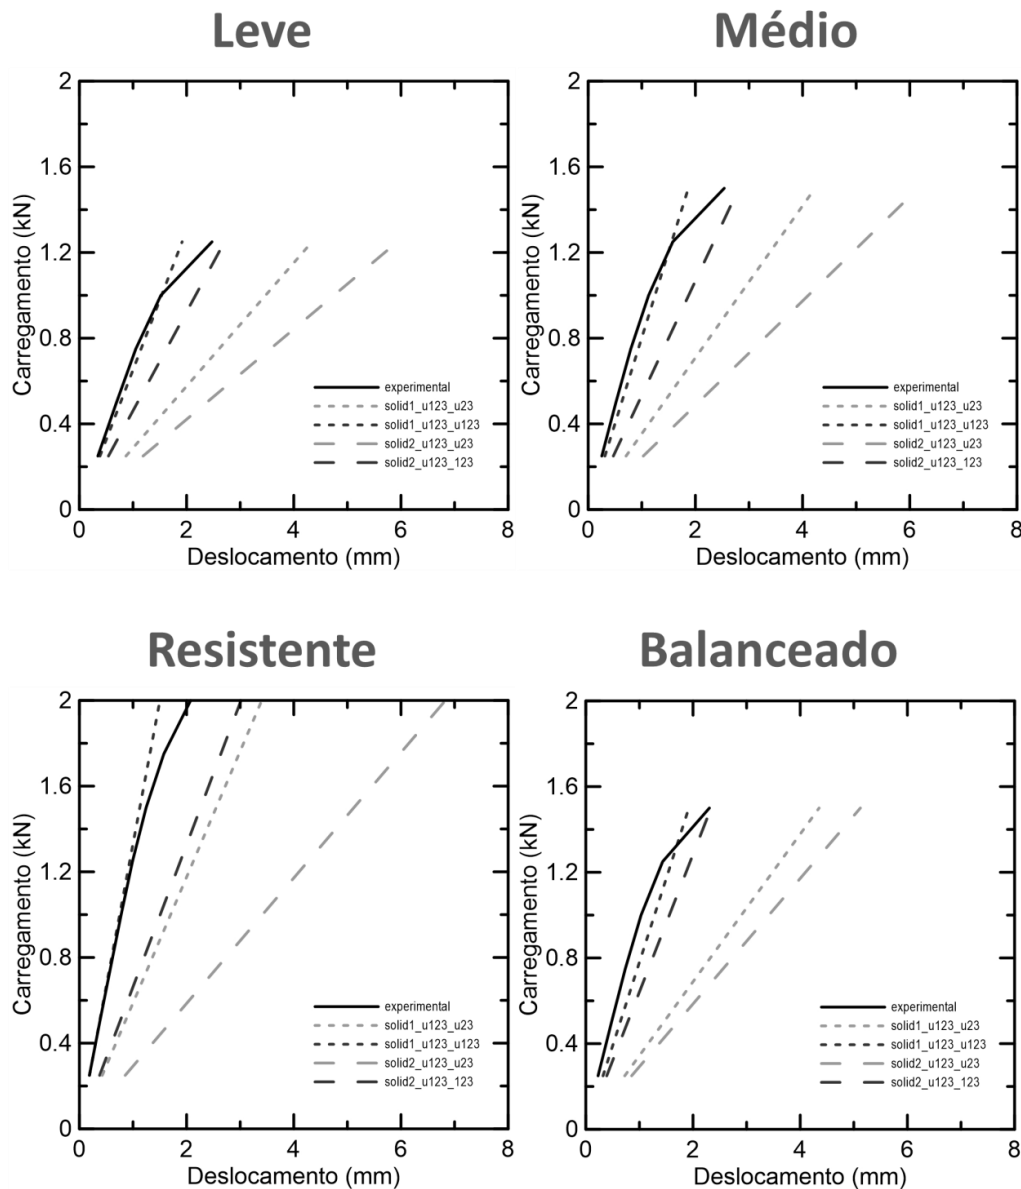 Leve
Médio
2
1.6
1.2
0.8
0.4
0
Carregamento (kN)
experimental
solid1_u123_u23
solid1_u123_u123
solid2_u123_u23
solid2_u123_123
0 2 4 6 8
Deslocamento (mm)
2
1.6
1.2
0.8
0.4
0
Carregamento (kN)
experimental
solid1_u123_u23
solid1_u123_u123
solid2_u123_u23
solid2_u123_123
0 2 4 6 8
Deslocamento (mm)
Resistente
Balanceado
2
1.6
1.2
0.8
0.4
0
Carregamento (kN)
experimental
solid1_u123_u23
solid1_u123_u123
solid2_u123_u23
solid2_u123_123
0 2 4 6 8
Deslocamento (mm)
2
1.6
1.2
0.8
0.4
0
Carregamento (kN)
experimental
solid1_u123_u23
solid1_u123_u123
solid2_u123_u23
solid2_u123_123
0 2 4 6 8
Deslocamento (mm)